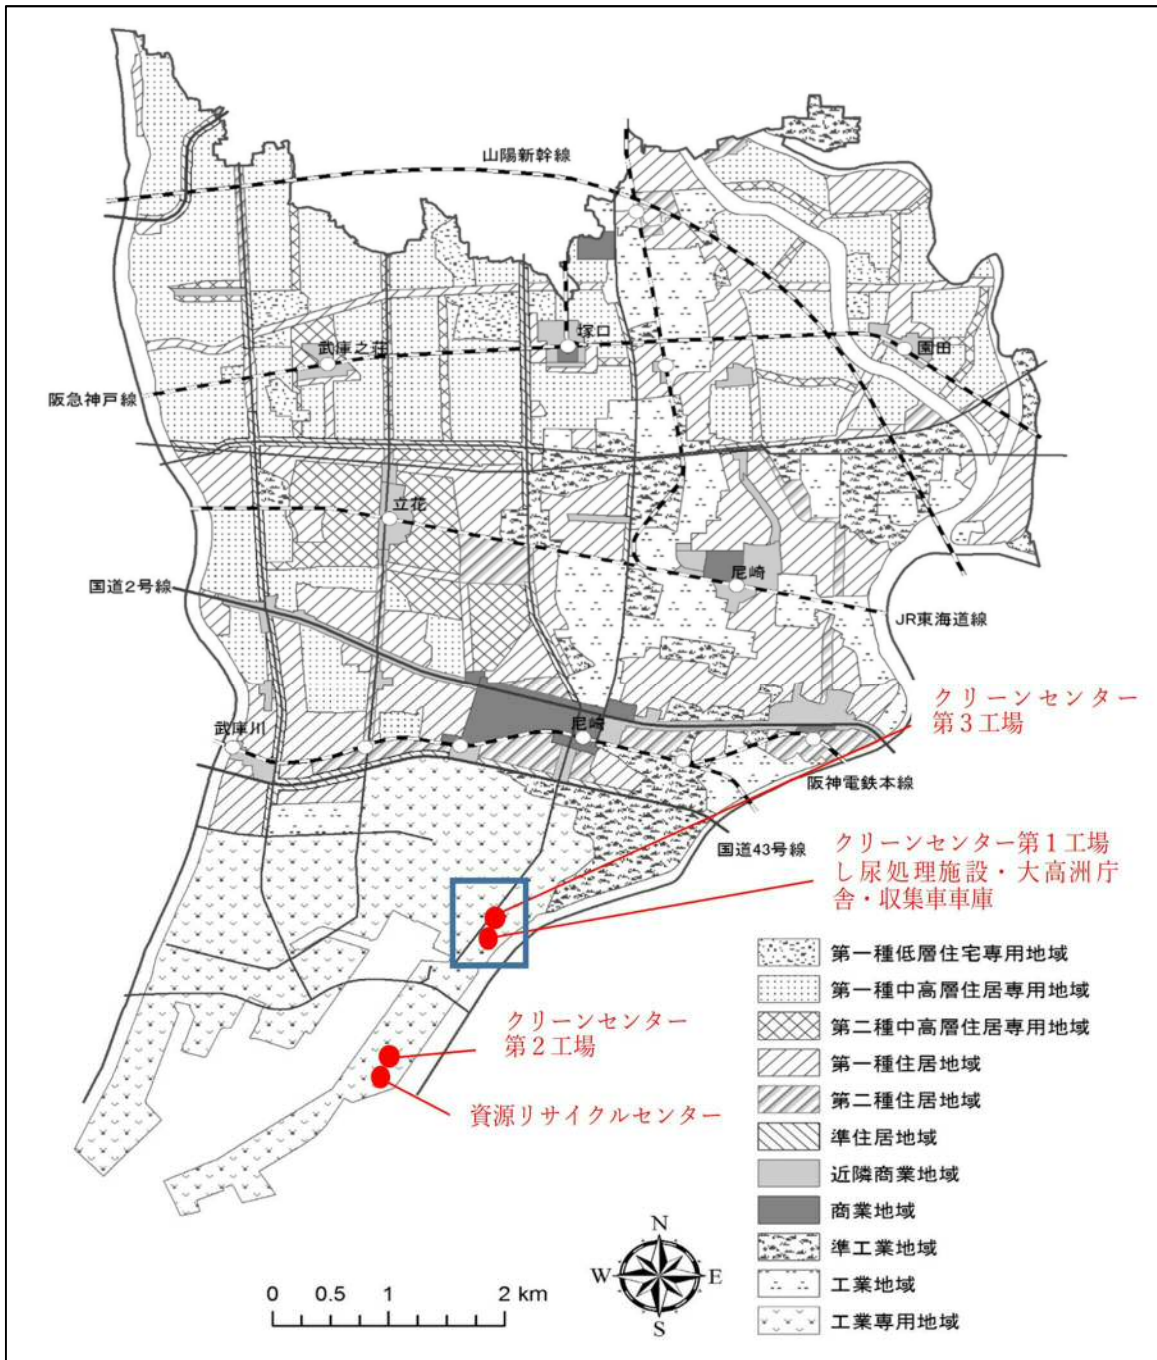 山陽新幹線
塚口
武庫之荘
園田
阪急神戸線
立花
尼崎
国道2号線
JR東海道線
クリーンセンター
第3工場
武庫川
尼崎
阪神電鉄本線
国道43号線
クリーンセンター第1工場
し尿処理施設・大高洲庁
舎・収集車車庫
クリーンセンター
第2工場
資源リサイクルセンター
第一種低層住宅専用地域
第一種中高層住居専用地域
第二種中高層住居専用地域
第一種住居地域
第二種住居地域
準住居地域
近隣商業地域
商業地域
準工業地域
工業地域
工業専用地域
N
W E
S
0 0.5 1 2 km